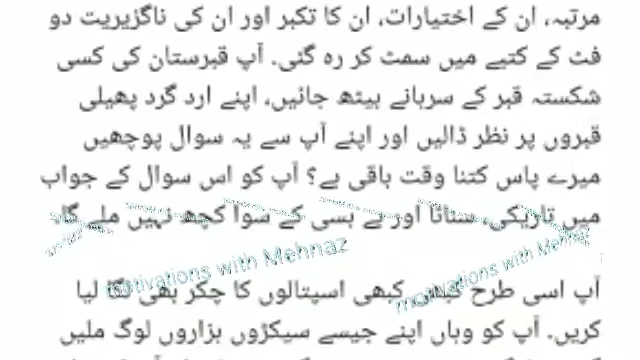 مرتبہ، ان کے اختیارات، ان کا تکبر اور ان کی ناگزیریت دو
فٹ کے کتبے میں سمٹ کر رہ گئی۔ آپ قبرستان کی کسی
شکستہ قبر کے سرہانے بیٹھ جائیں، اپنے ارد گرد پھیلی
قبروں پر نظر ڈالیں اور اپنے آپ سے یہ سوال پوچھیں
میرے پاس کتنا وقت باقی ہے؟ آپ کو اس سوال کے جواب
میں تاریکی، سناٹا اور بے بسی کے سوا کچھ نہیں ملے گا۔
motivations with Mehnaz
motivations with Mehnaz
آپ اسی طرح کبھی کبھی اسپتالوں کا چکر بھی لگا لیا
کریں۔ آپ کو وہاں اپنے جیسے سیکڑوں ہزاروں لوگ ملیں